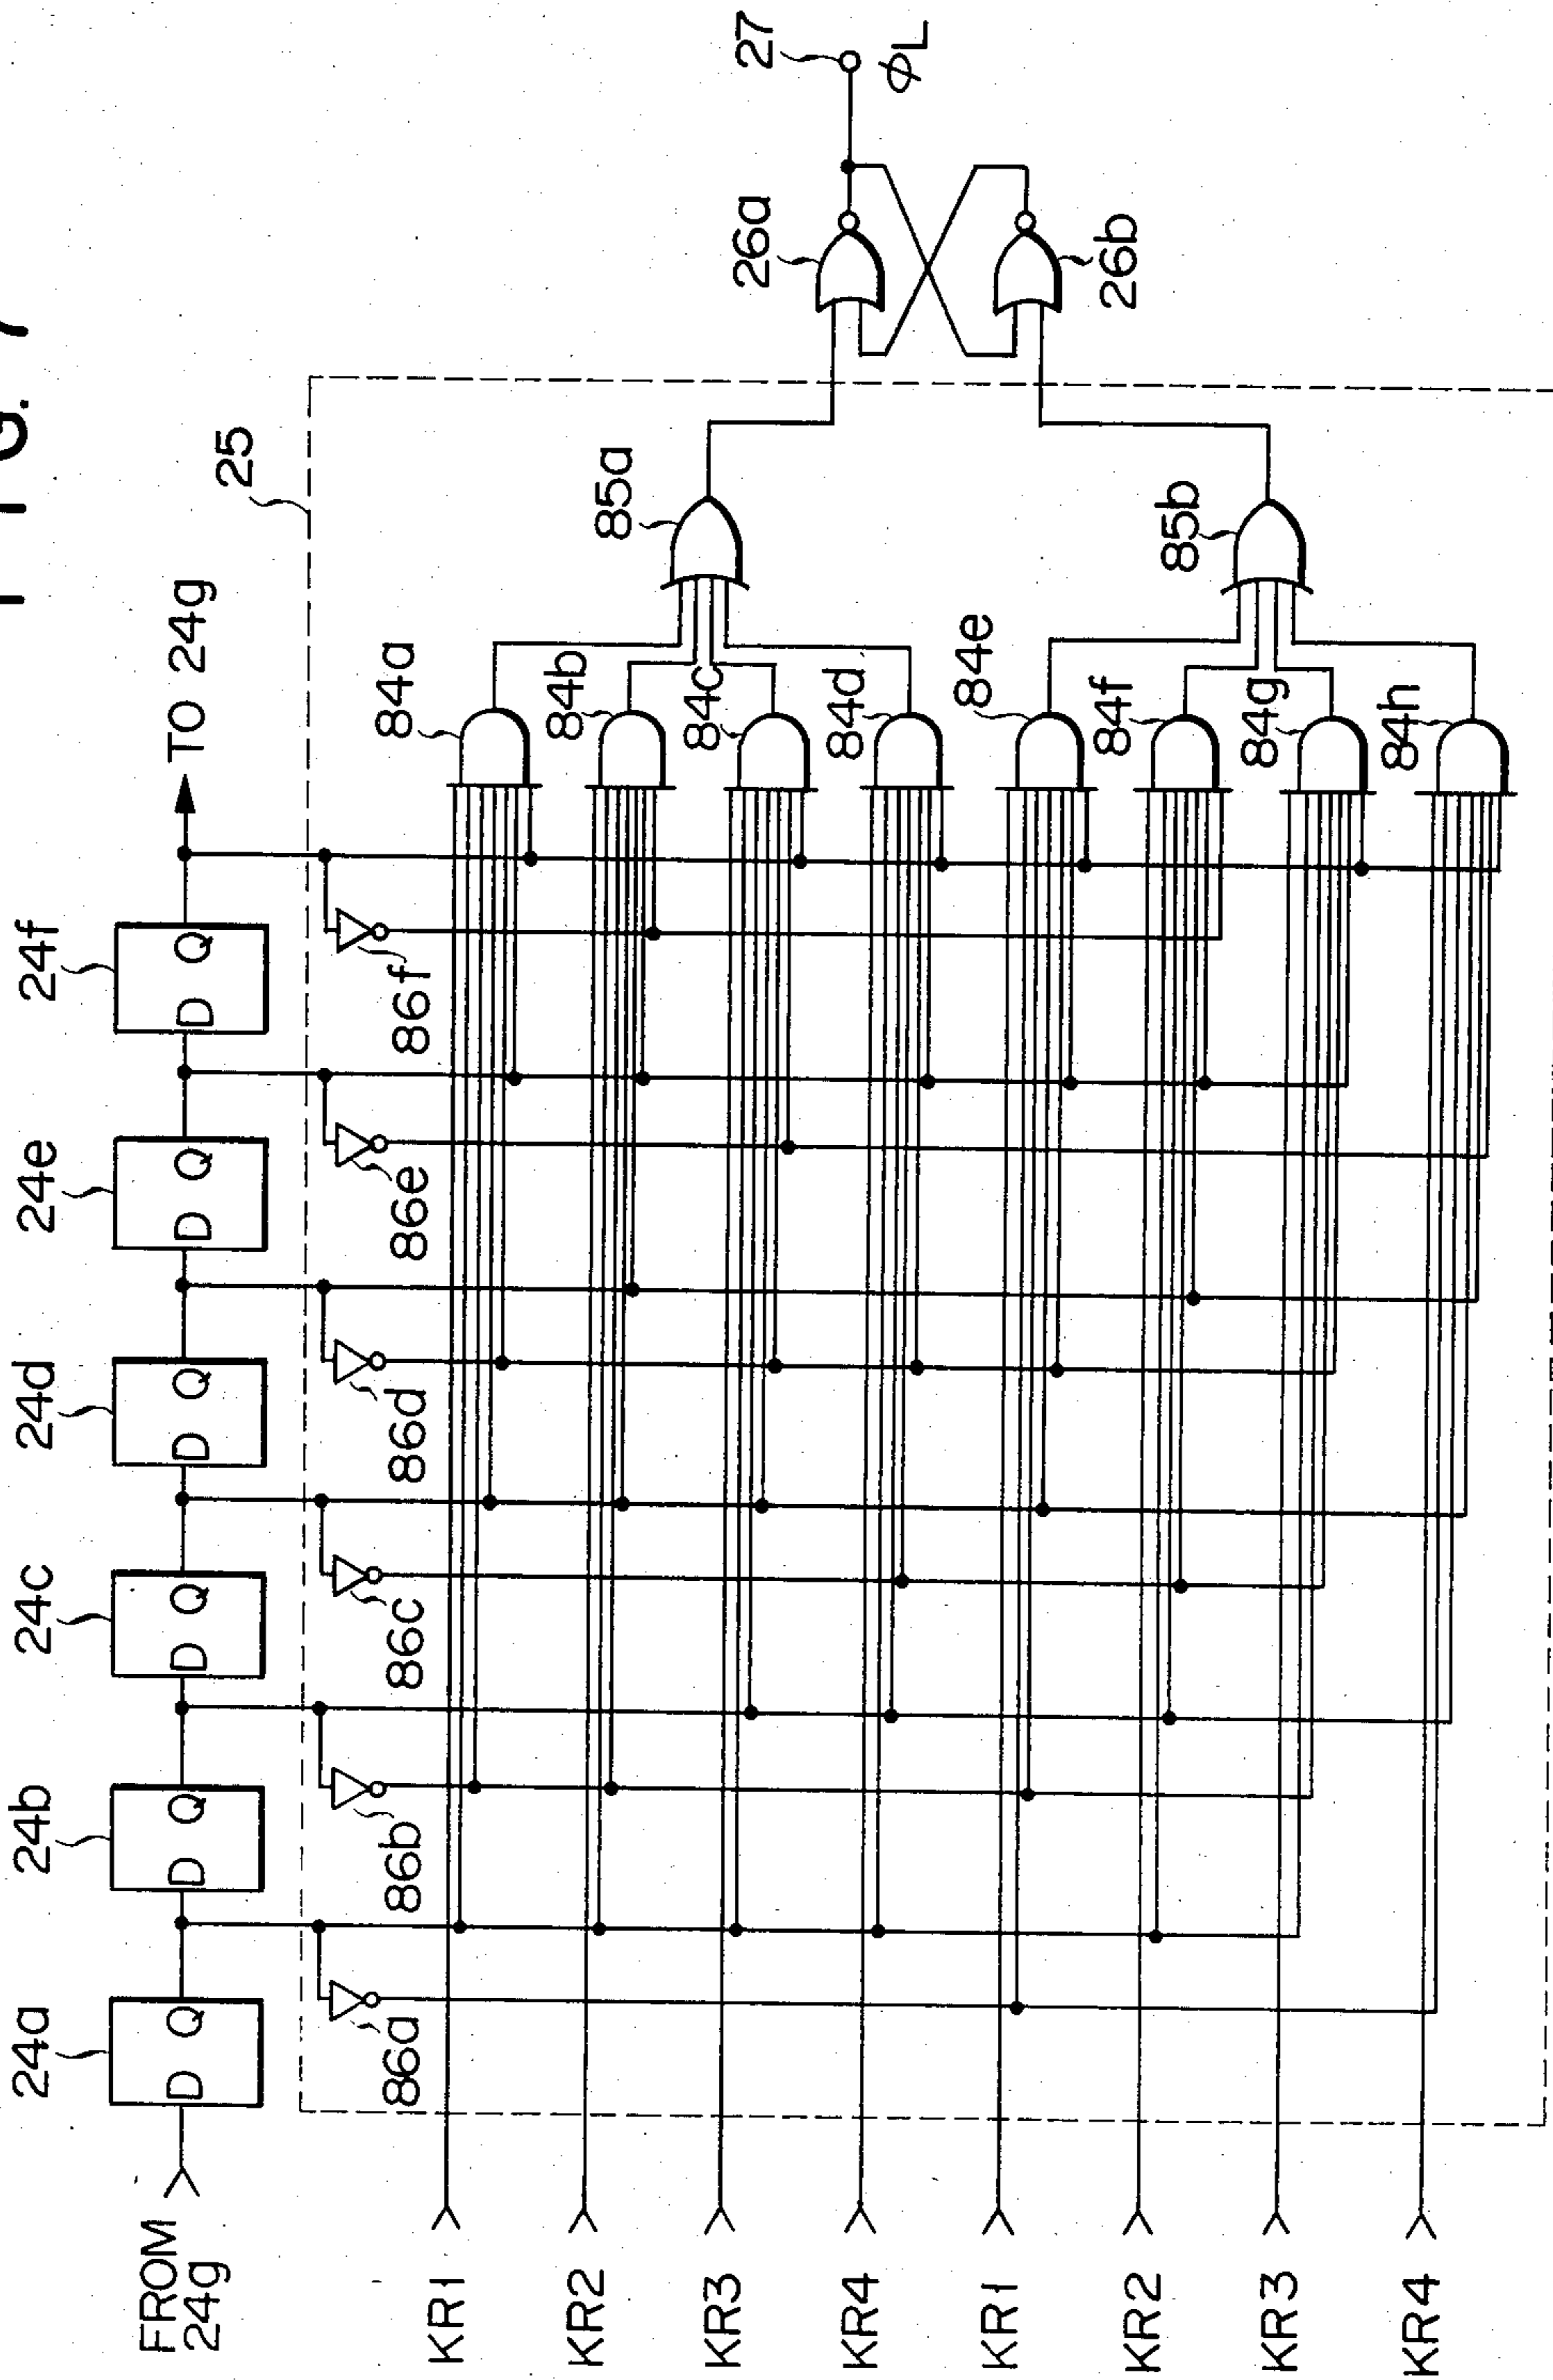 FIG. 7
FROM 24g
24a
24b
24c
24d
24e
24f
TO 24g
D Q
D Q
D Q
D Q
D Q
D Q
25
86a
86b
86c
86d
86e
86f
KR1
KR2
KR3
KR4
KR1
KR2
KR3
KR4
84a
84b
84c
84d
84e
84f
84g
84h
85a
85b
26a
26b
27
ϕL